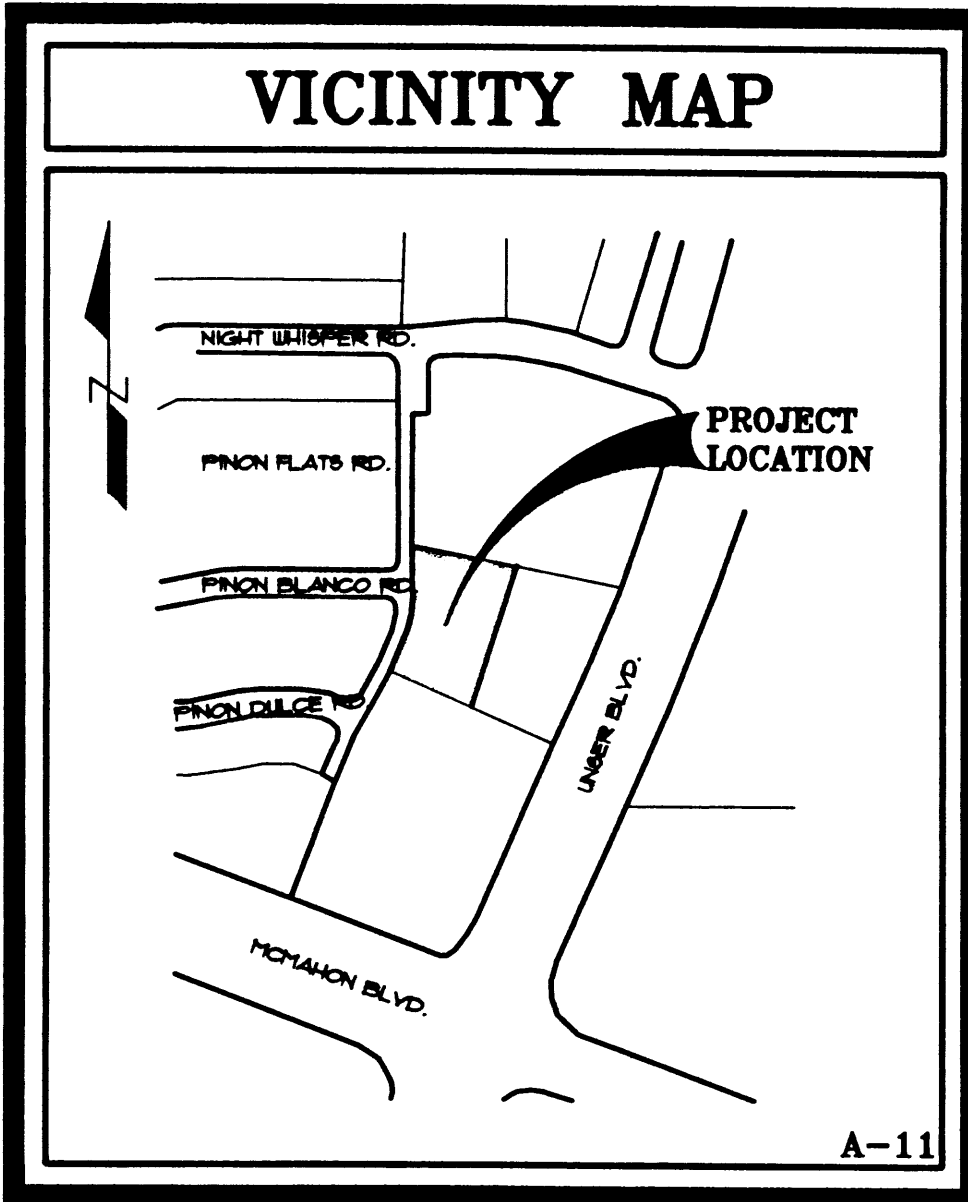 VICINITY MAP
N
NIGHT WHISPER RD.
PROJECT
LOCATION
PINON FLATS RD.
PINON BLANCO RD.
PINON DULCE RD
UNSER BLVD.
MCMAHON BLVD.
A-11